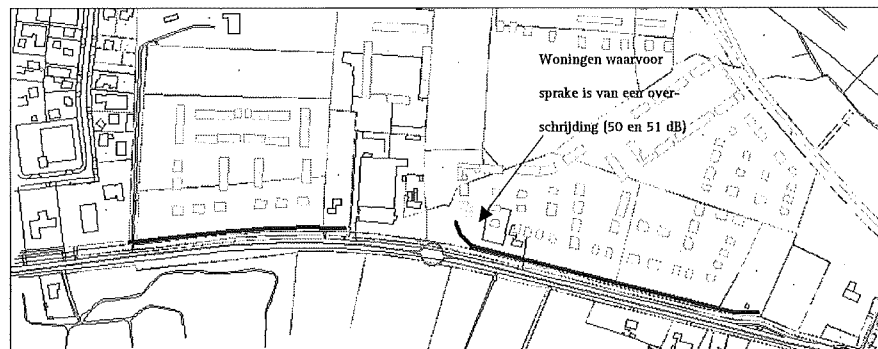 Woningen waarvoor
sprake is van een over-
schrijding (50 en 51 dB)